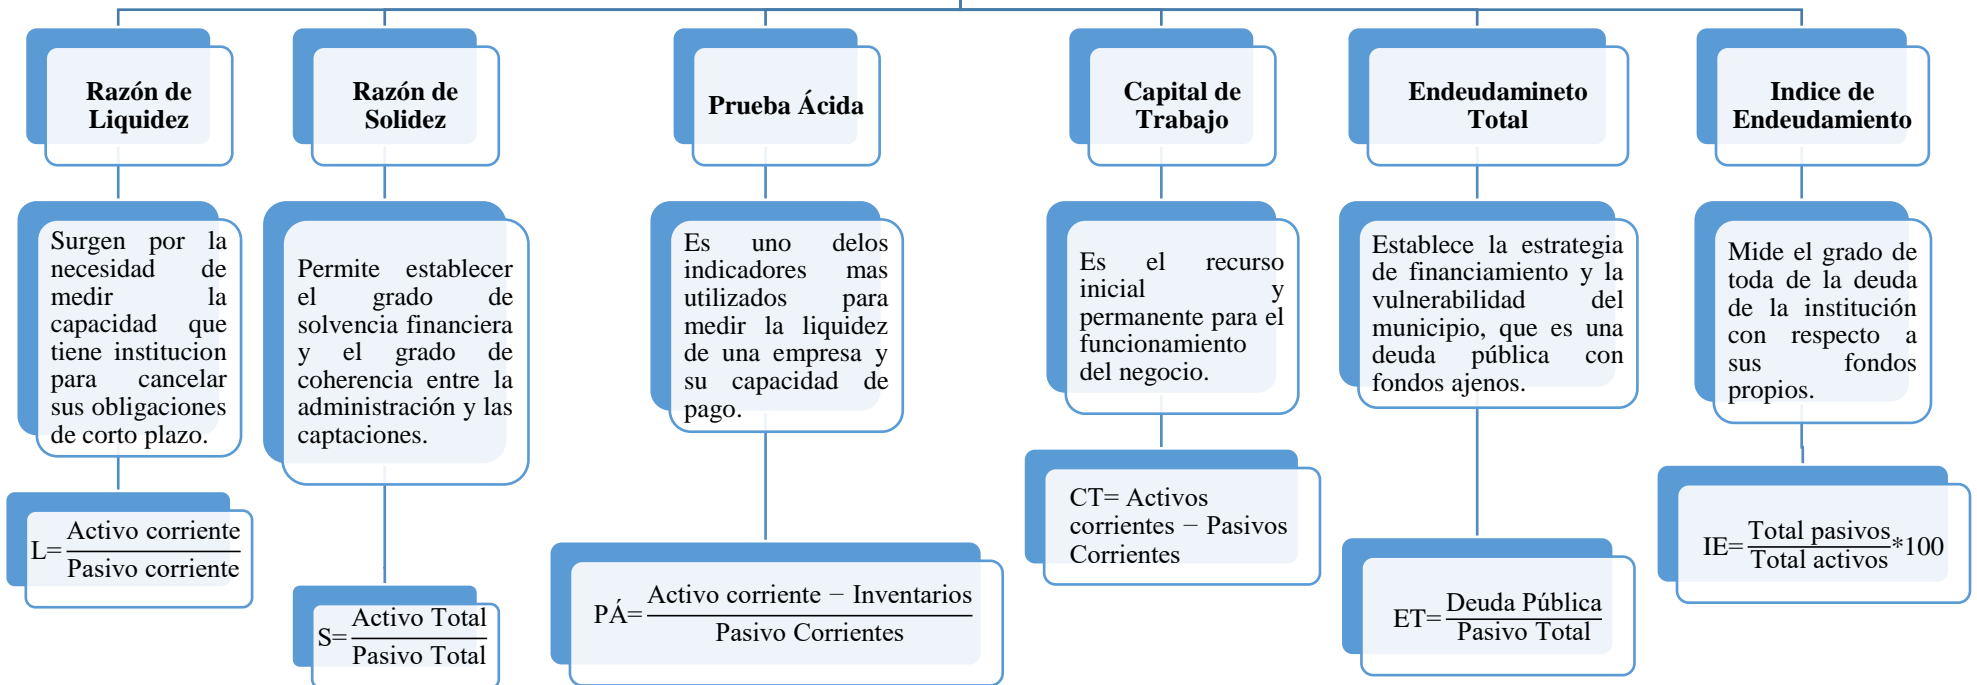 Razón de
Liquidez
Razón de
Solidez
Prueba Ácida
Capital de
Trabajo
Endeudamineto
Total
Indice de
Endeudamiento
Surgen por la
necesidad de
medir la
capacidad que
tiene institucion
para cancelar
sus obligaciones
de corto plazo.
Permite establecer
el grado de
solvencia financiera
y el grado de
coherencia entre la
administración y las
captaciones.
Es uno delos
indicadores mas
utilizados para
medir la liquidez
de una empresa y
su capacidad de
pago.
Es el recurso
inicial y
permanente para el
funcionamiento
del negocio.
Establece la estrategia
de financiamiento y la
vulnerabilidad del
municipio, que es una
deuda pública con
fondos ajenos.
Mide el grado de
toda de la deuda
de la institución
con respecto a
sus fondos
propios.
L= Activo corriente
Pasivo corriente
S= Activo Total
Pasivo Total
PÁ= Activo corriente − Inventarios
Pasivo Corrientes
CT= Activos
corrientes − Pasivos
Corrientes
ET= Deuda Pública
Pasivo Total
IE= Total pasivos
Total activos *100